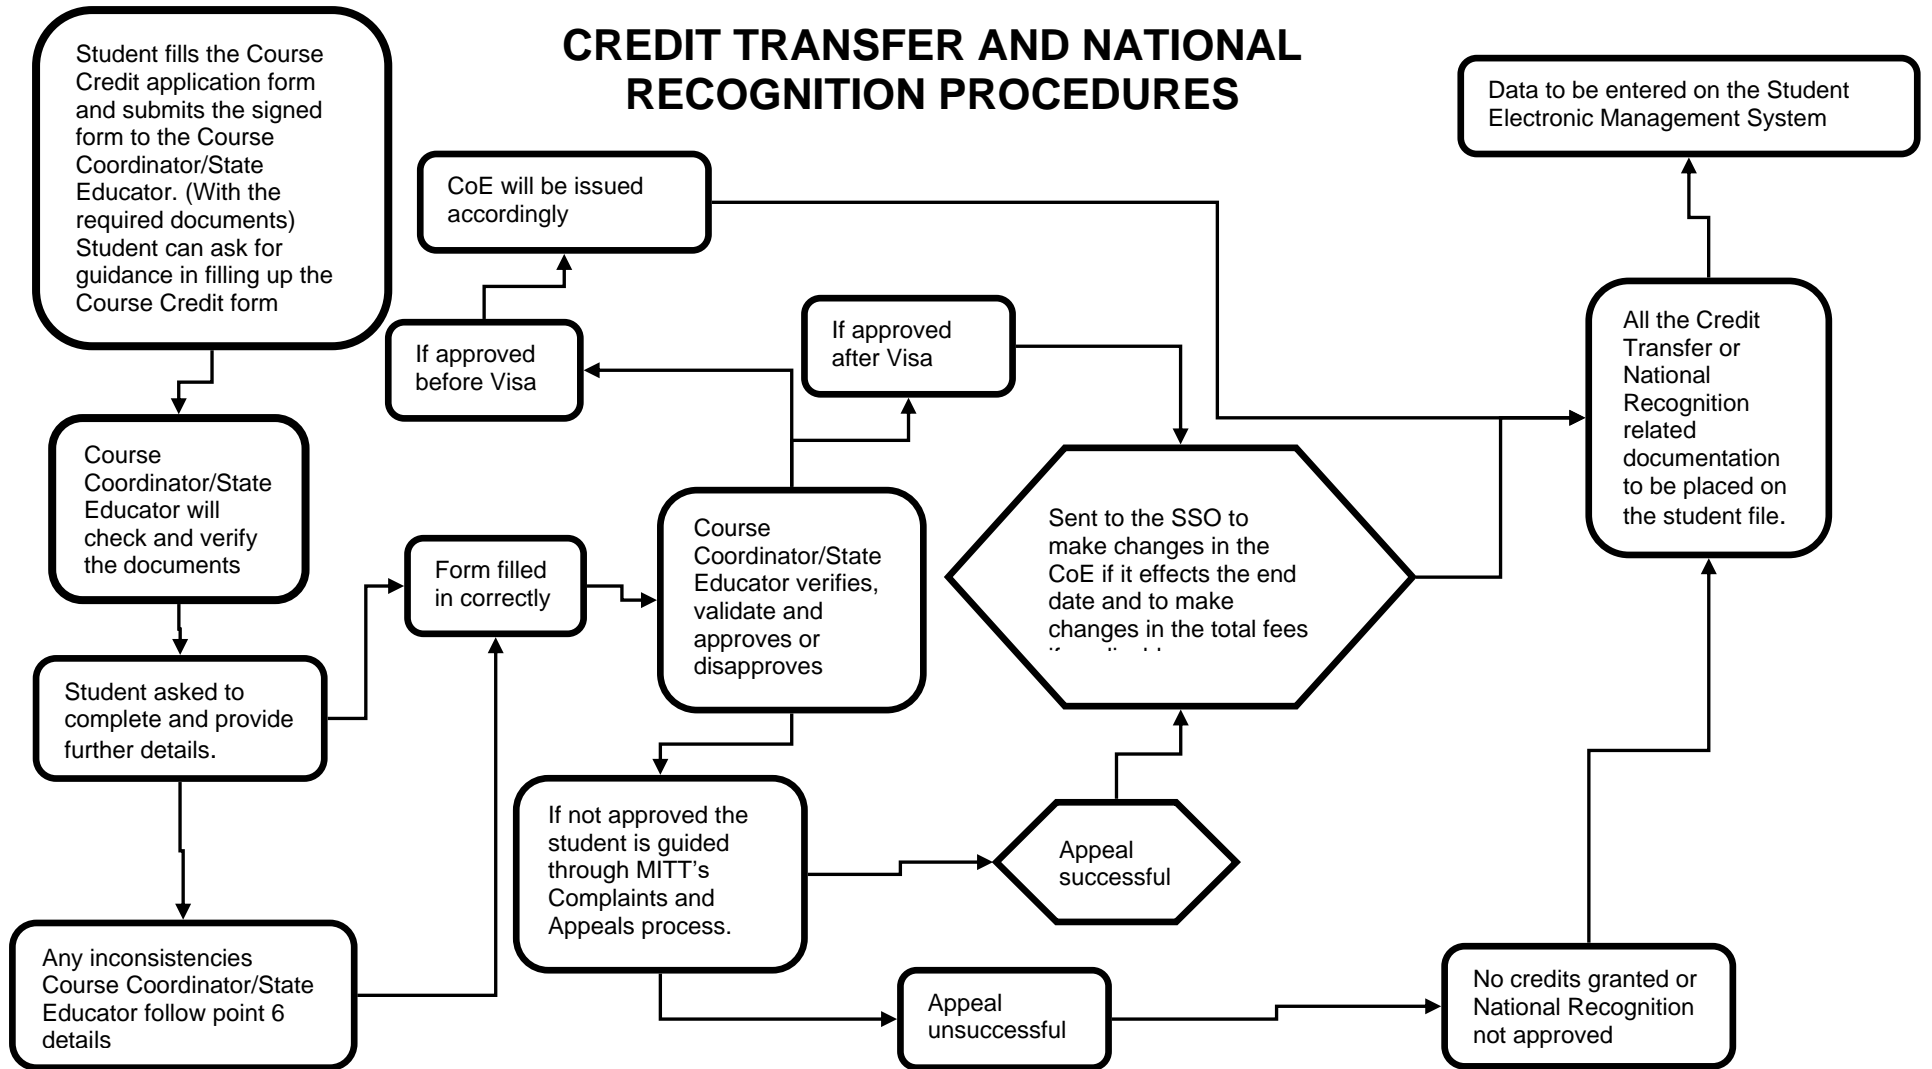 CREDIT TRANSFER AND NATIONAL
RECOGNITION PROCEDURES
Student fills the Course
Credit application form
and submits the signed
form to the Course
Coordinator/State
Educator. (With the
required documents)
Student can ask for
guidance in filling up the
Course Credit form
Data to be entered on the Student
Electronic Management System
CoE will be issued
accordingly
If approved
before Visa
If approved
after Visa
All the Credit
Transfer or
National
Recognition
related
documentation
to be placed on
the student file.
Course
Coordinator/State
Educator will
check and verify
the documents
Form filled
in correctly
Course
Coordinator/State
Educator verifies,
validate and
approves or
disapproves
Sent to the SSO to
make changes in the
CoE if it effects the end
date and to make
changes in the total fees
Student asked to
complete and provide
further details.
If not approved the
student is guided
through MITT's
Complaints and
Appeals process.
Appeal
successful
Any inconsistencies
Course Coordinator/State
Educator follow point 6
details
Appeal
unsuccessful
No credits granted or
National Recognition
not approved